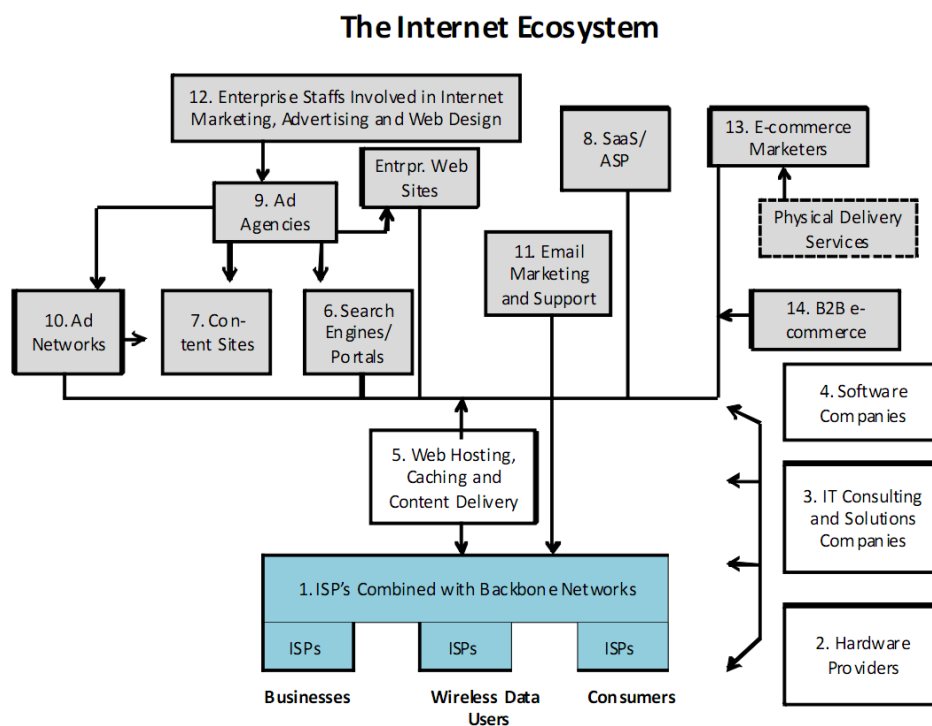 The Internet Ecosystem
12. Enterprise Staffs Involved in Internet
Marketing, Advertising and Web Design
8. SaaS/
ASP
13. E-commerce
Marketers
Entrpr. Web
Sites
9. Ad
Agencies
Physical Delivery
Services
11. Email
Marketing
and Support
10. Ad
Networks
7. Con-
tent Sites
6. Search
Engines/
Portals
14. B2B e-
commerce
4. Software
Companies
5. Web Hosting,
Caching and
Content Delivery
3. IT Consulting
and Solutions
Companies
1. ISP's Combined with Backbone Networks
ISPs
ISPs
ISPs
2. Hardware
Providers
Businesses
Wireless Data
Users
Consumers